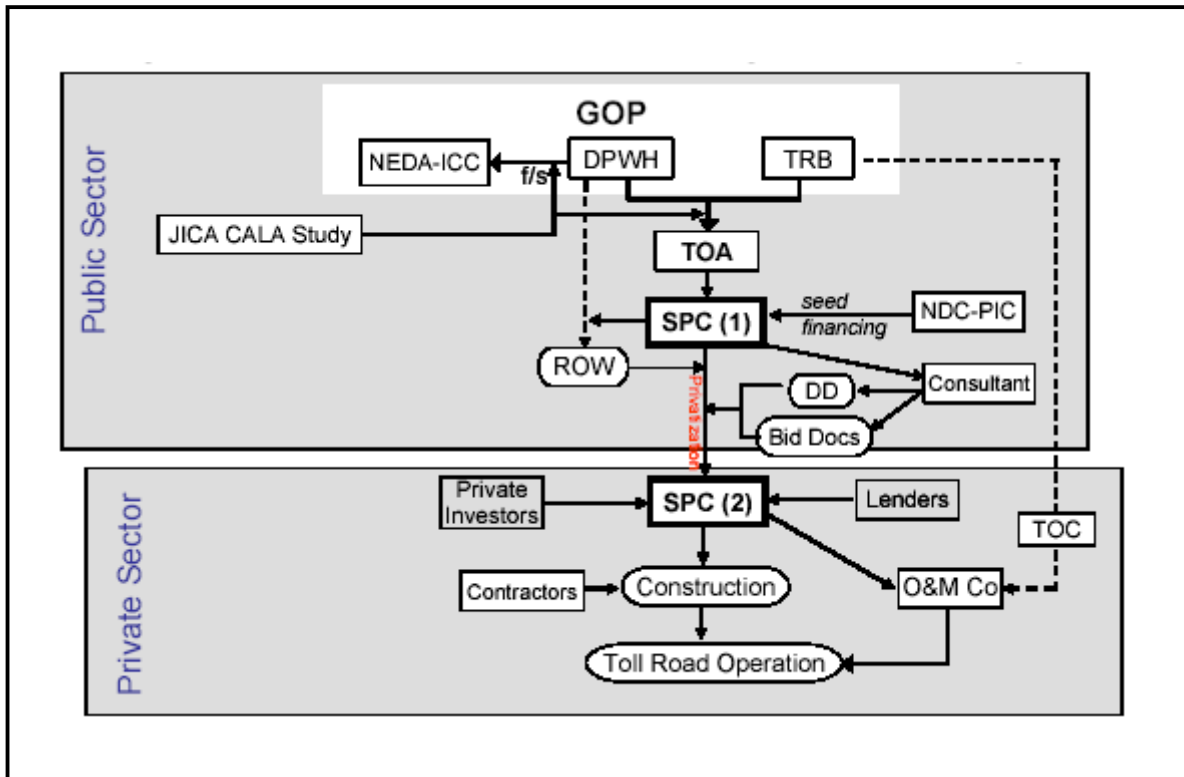 GOP
NEDA-ICC
DPWH
TRB
f/s
JICA CALA Study
TOA
Public Sector
SPC (1)
seed
financing
NDC-PIC
ROW
Privatization
DD
Consultant
Bid Docs
Private
Investors
SPC (2)
Lenders
TOC
Private Sector
Contractors
Construction
O&M Co
Toll Road Operation